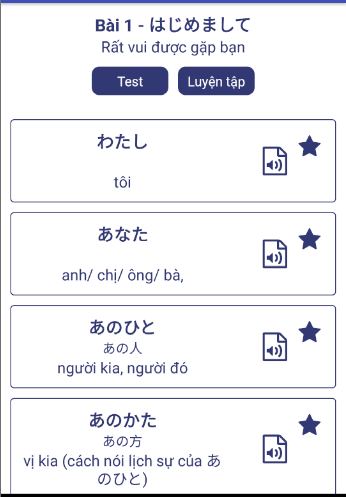 Bài 1 - はじめまして
Rất vui được gặp bạn
Test
Luyện tập
わたし
tôi
あなた
anh/ chị/ ông/ bà,
あのひと
あの人
người kia, người đó
あのかた
あの方
vị kia (cách nói lịch sự của あ
のひと)